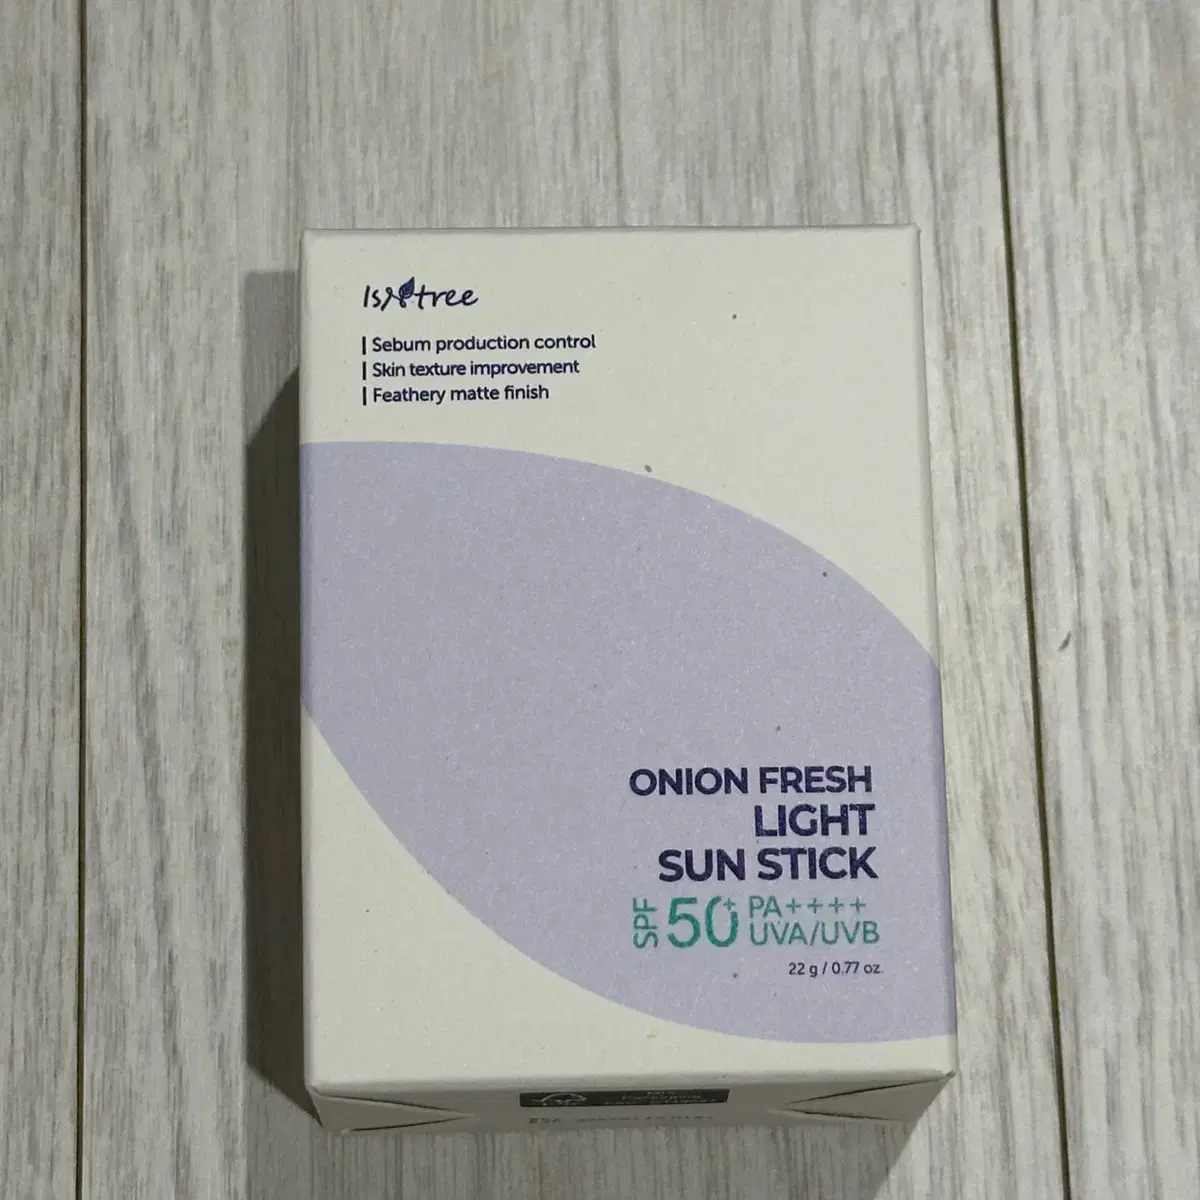 Isntree
Sebum production control
Skin texture improvement
Feathery matte finish
ONION FRESH
LIGHT
SUN STICK
SPF 50+ PA++++
UVA/UVB
22 g / 0.77 oz.